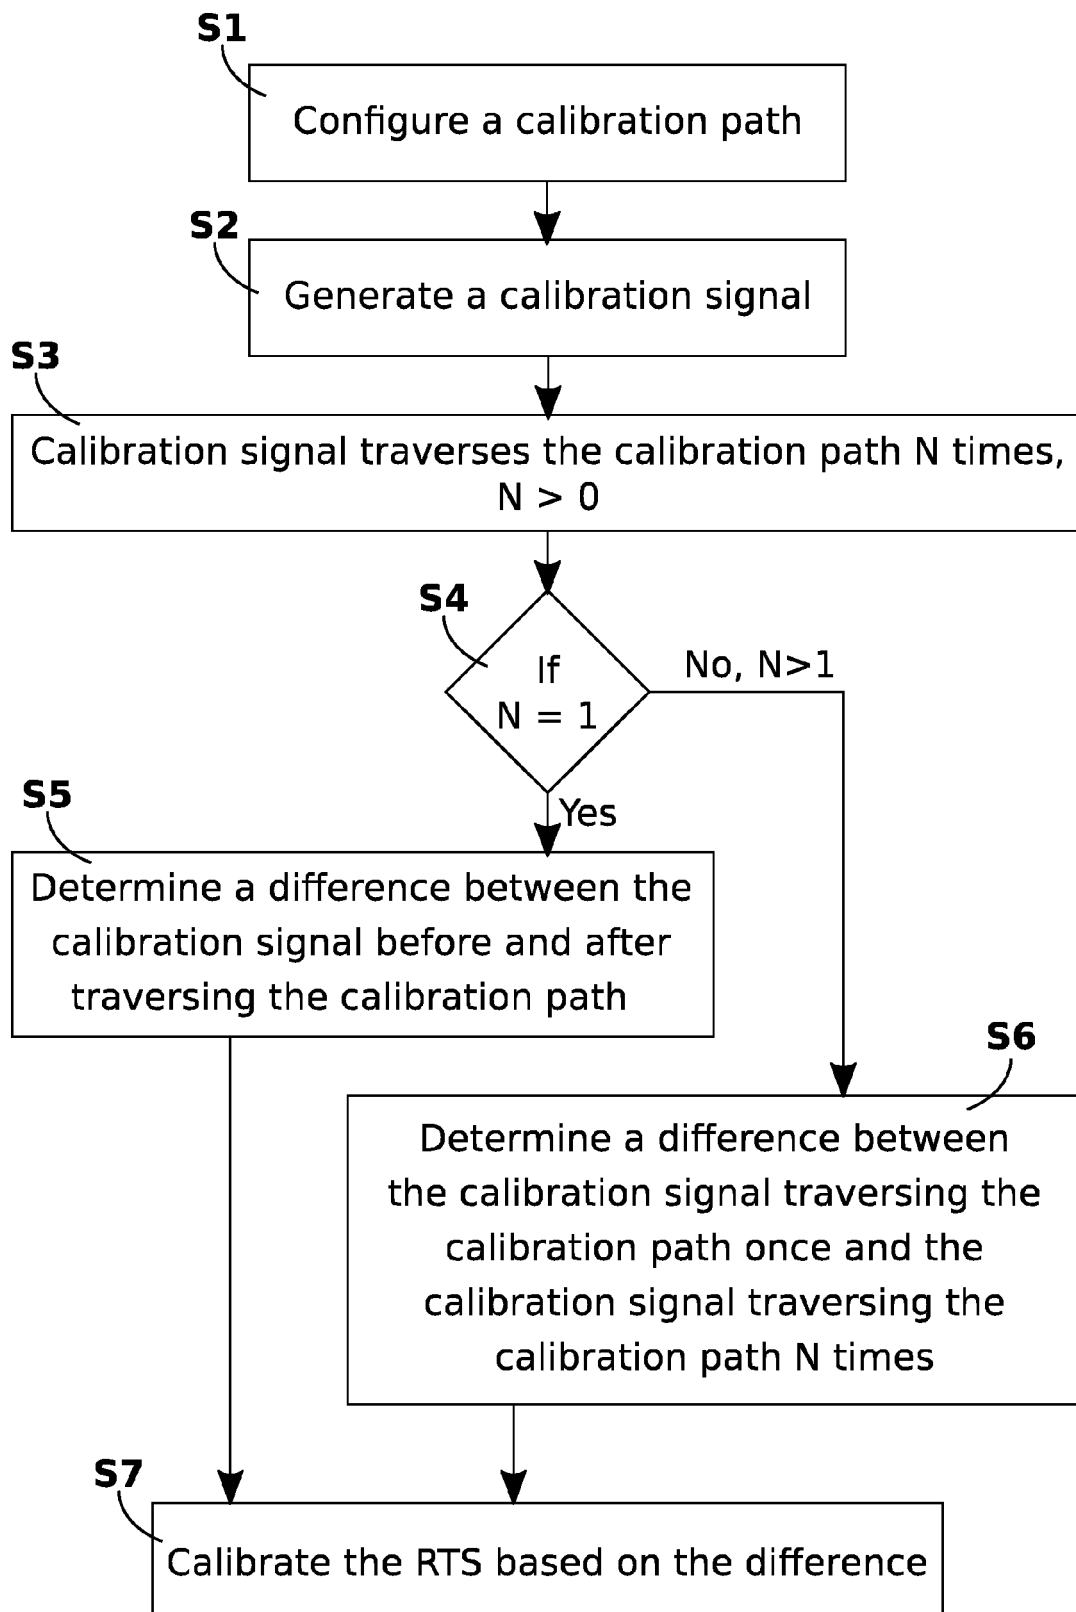 S1
Configure a calibration path
S2
Generate a calibration signal
S3
Calibration signal traverses the calibration path N times,
N > 0
S4
If
N = 1
No, N>1
Yes
S5
Determine a difference between the
calibration signal before and after
traversing the calibration path
S6
Determine a difference between
the calibration signal traversing the
calibration path once and the
calibration signal traversing the
calibration path N times
S7
Calibrate the RTS based on the difference